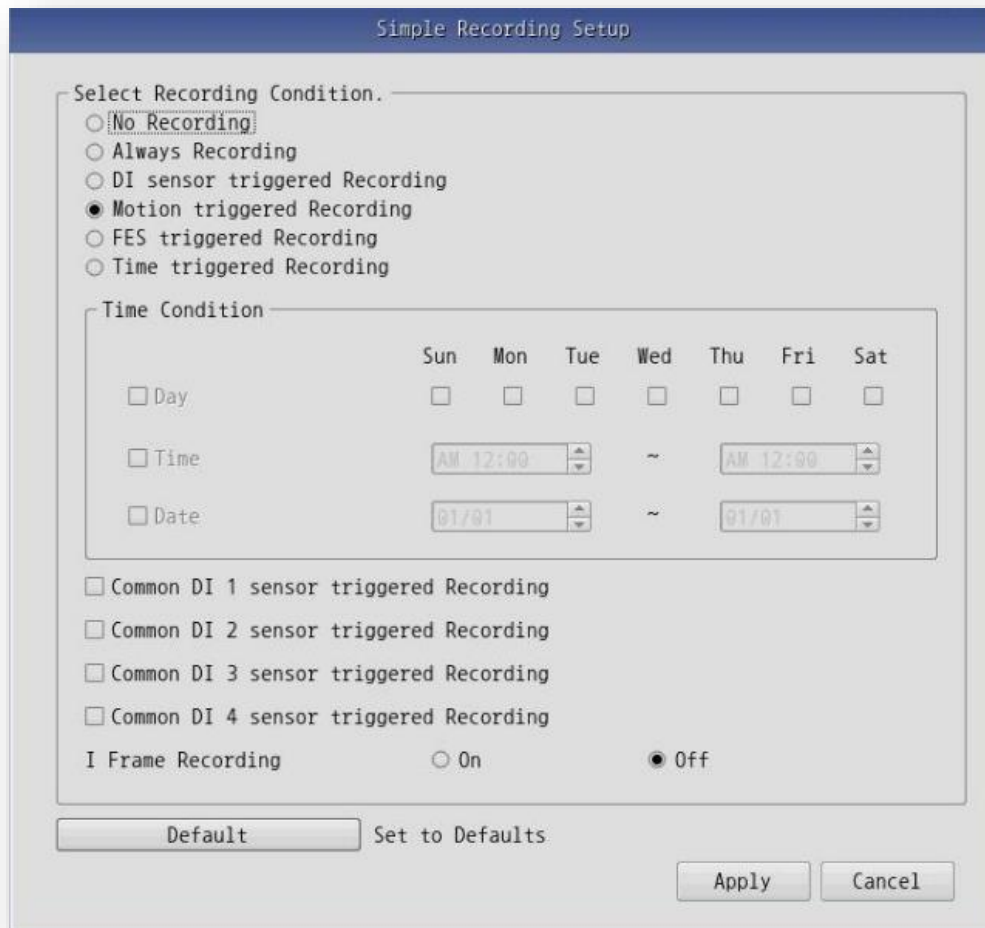 Simple Recording Setup
Select Recording Condition.
No Recording
Always Recording
DI sensor triggered Recording
Motion triggered Recording
FES triggered Recording
Time triggered Recording
Time Condition
Sun Mon Tue Wed Thu Fri Sat
Day
Time AM 12:00 ~ AM 12:00
Date 01/01 ~ 01/01
Common DI 1 sensor triggered Recording
Common DI 2 sensor triggered Recording
Common DI 3 sensor triggered Recording
Common DI 4 sensor triggered Recording
I Frame Recording On Off
Default Set to Defaults
Apply Cancel